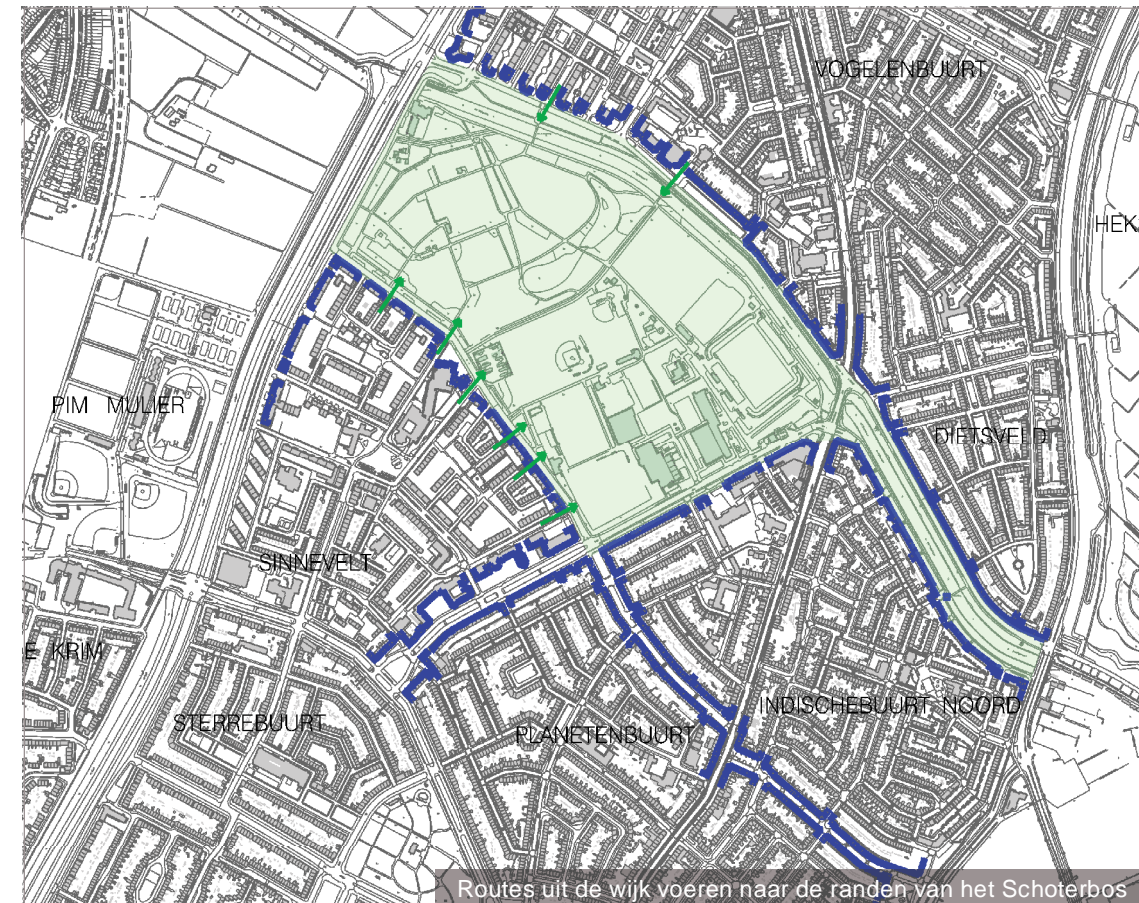 VOGELENBUURT
HEK
PIM MULIER
DIETSVELD
SINNEVELT
E KRIM
INDISCHEBUURT NOORD
STERREBUURT
PLANETENBUURT
Routes uit de wijk voeren naar de randen van het Schoterbos